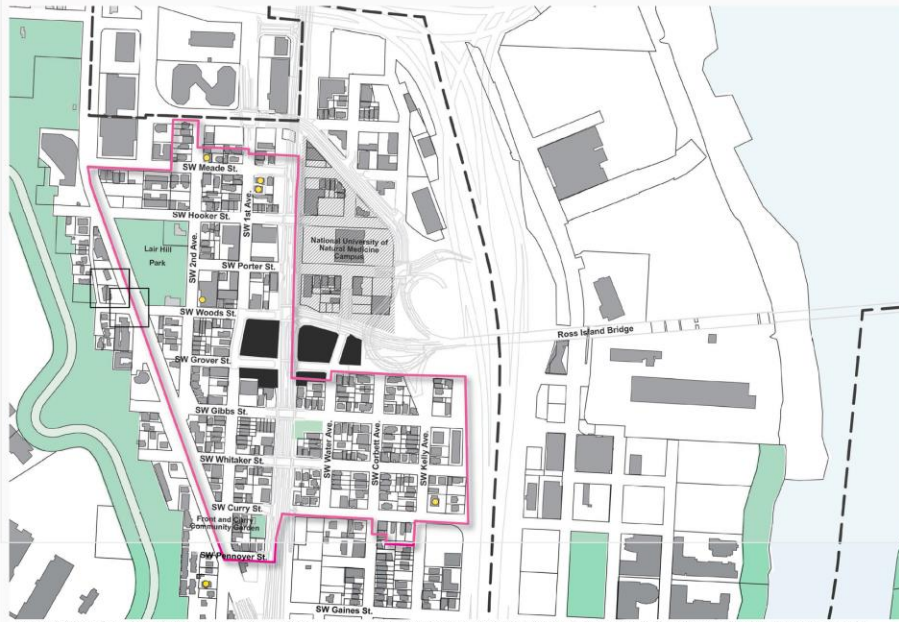 SW Meade St.
SW 1st Ave.
SW Hooker St.
SW 2nd Ave.
Lair Hill
Park
National University of
Natural Medicine
Campus
SW Porter St.
SW Woods St.
Ross Island Bridge
SW Grover St.
SW Gibbs St.
SW Water Ave.
SW Corbett Ave.
SW Kelly Ave.
SW Whitaker St.
SW Curry St.
Front and Curry
Community Garden
SW Pennoyer St.
SW Gaines St.